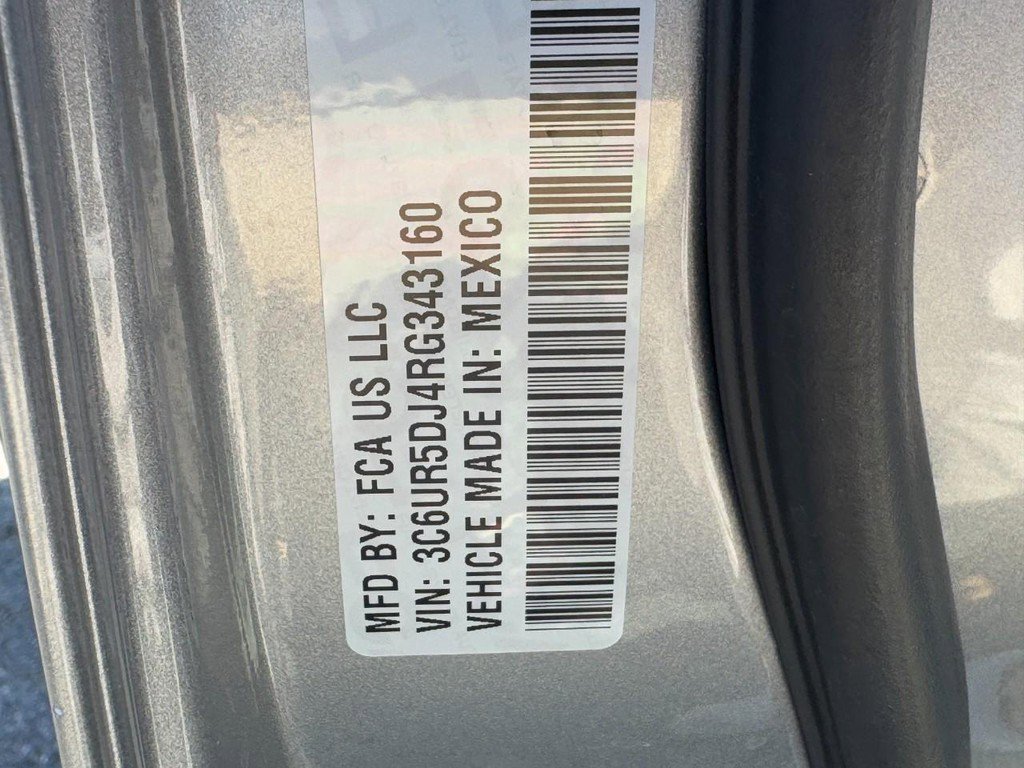 MFD BY: FCA US LLC
VIN: 3C6UR5DJ4RG343160
VEHICLE MADE IN: MEXICO